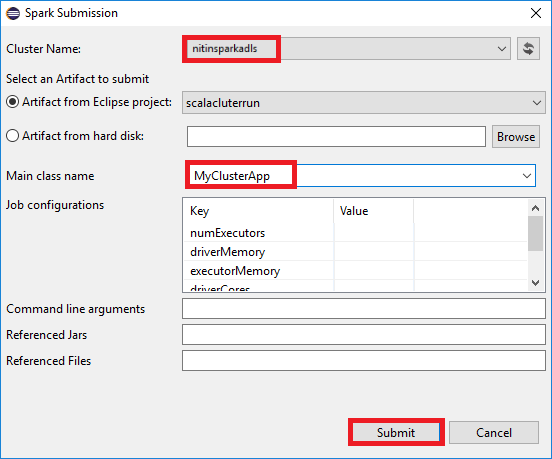 Spark Submission
Cluster Name: nitinsparkadls
Select an Artifact to submit
Artifact from Eclipse project: scalacluterrun
Artifact from hard disk: Browse
Main class name MyClusterApp
Job configurations Key Value
numExecutors
driverMemory
executorMemory
driverCores
Command line arguments
Referenced Jars
Referenced Files
Submit Cancel